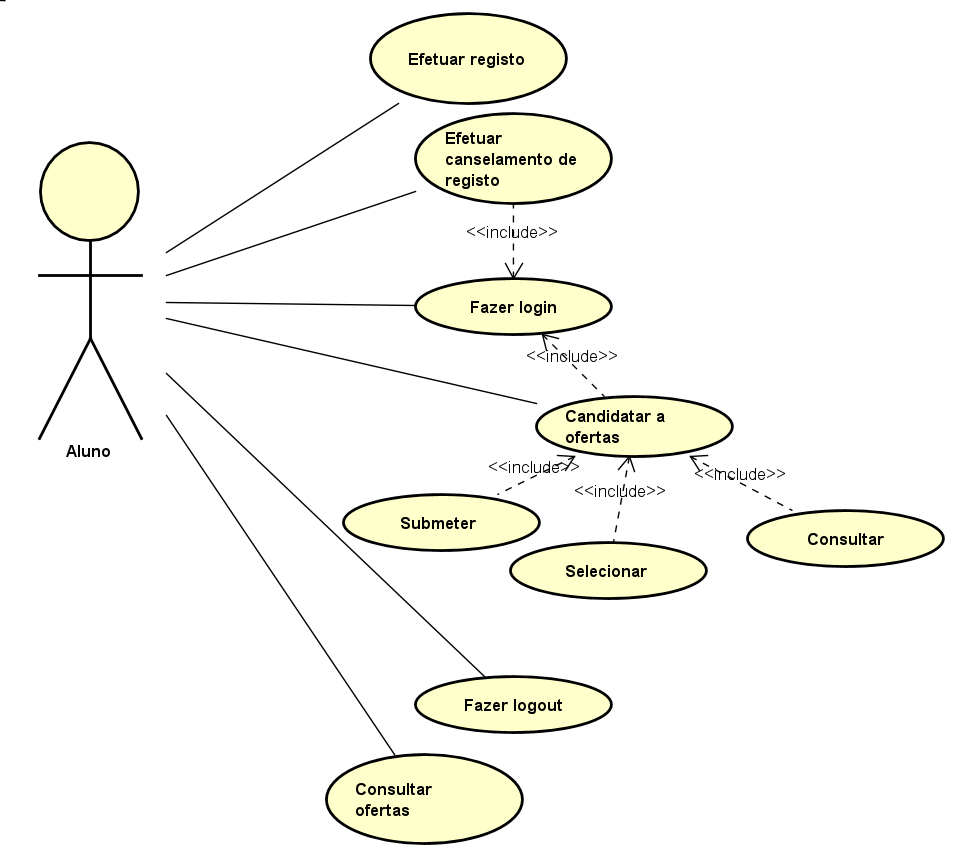 Efetuar registo
Efetuar
canselamento de
registo
<<include>>
Fazer login
<<include>>
Candidatar a
ofertas
Aluno
<<include>>
<<include>>
<<include>>
Submeter
Selecionar
Consultar
Fazer logout
Consultar
ofertas